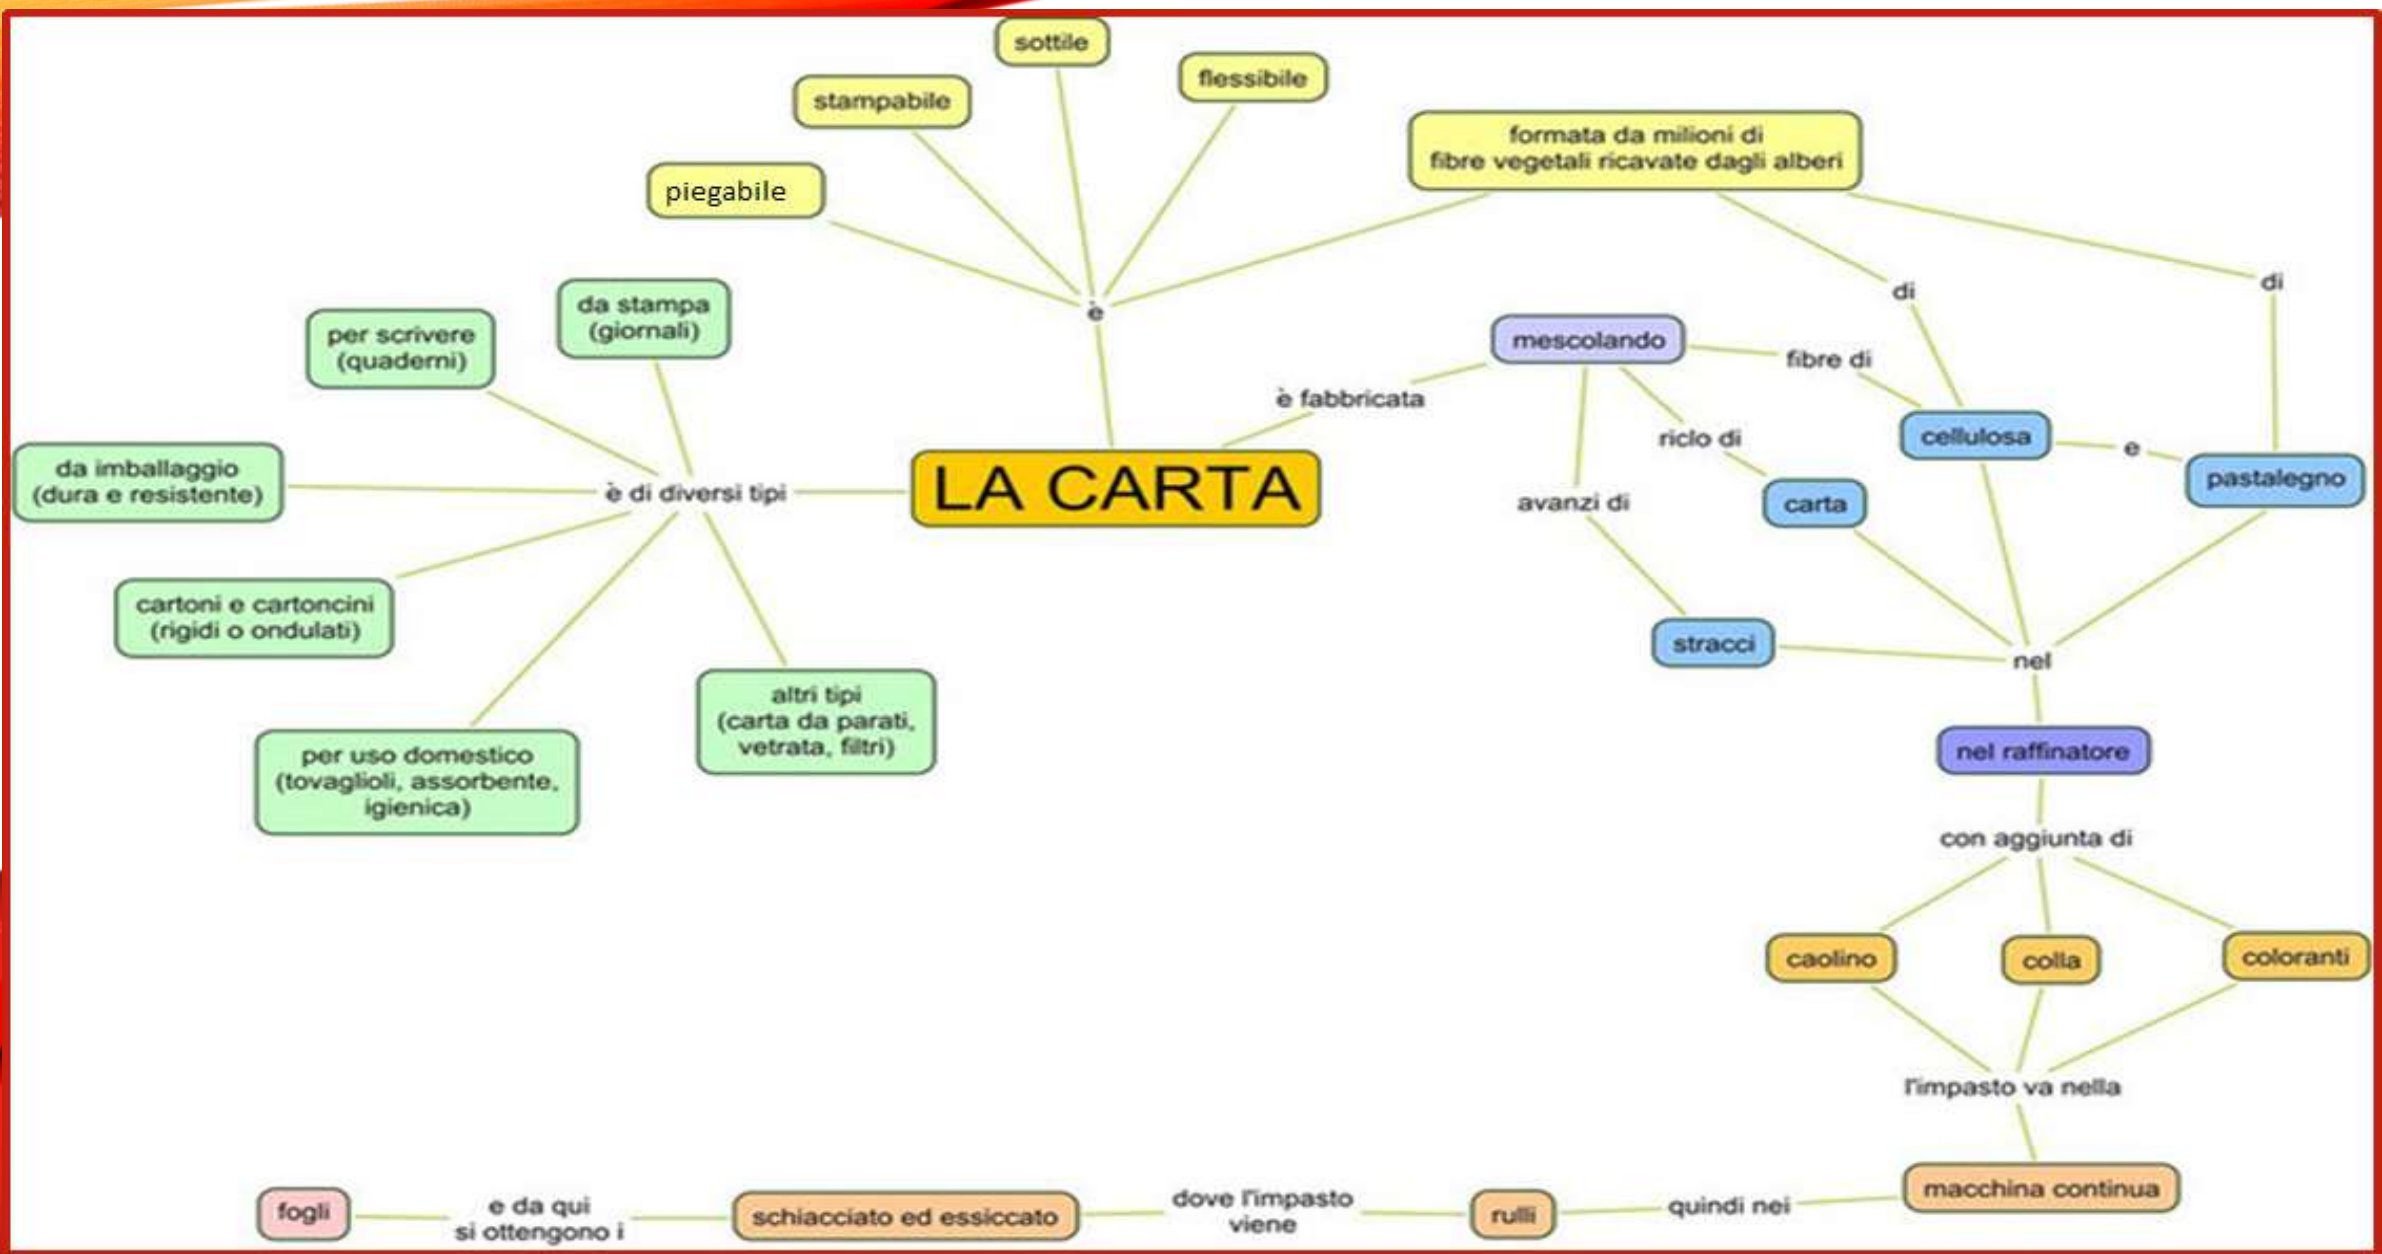 sottile
flessibile
stampabile
formata da milioni di
fibre vegetali ricavate dagli alberi
piegabile
è
di
di
da stampa
(giornali)
per scrivere
(quaderni)
mescolando
fibre di
è fabbricata
cellulosa
e
pastalegno
riclo di
carta
avanzi di
da imballaggio
(dura e resistente)
è di diversi tipi
LA CARTA
cartoni e cartoncini
(rigidi o ondulati)
stracci
nel
altri tipi
(carta da parati,
vetrata, filtri)
per uso domestico
(tovaglioli, assorbente,
igienica)
nel raffinatore
con aggiunta di
caolino
colla
coloranti
l'impasto va nella
macchina continua
quindi nei
rulli
dove l'impasto
viene
schiacciato ed essiccato
e da qui
si ottengono i
fogli